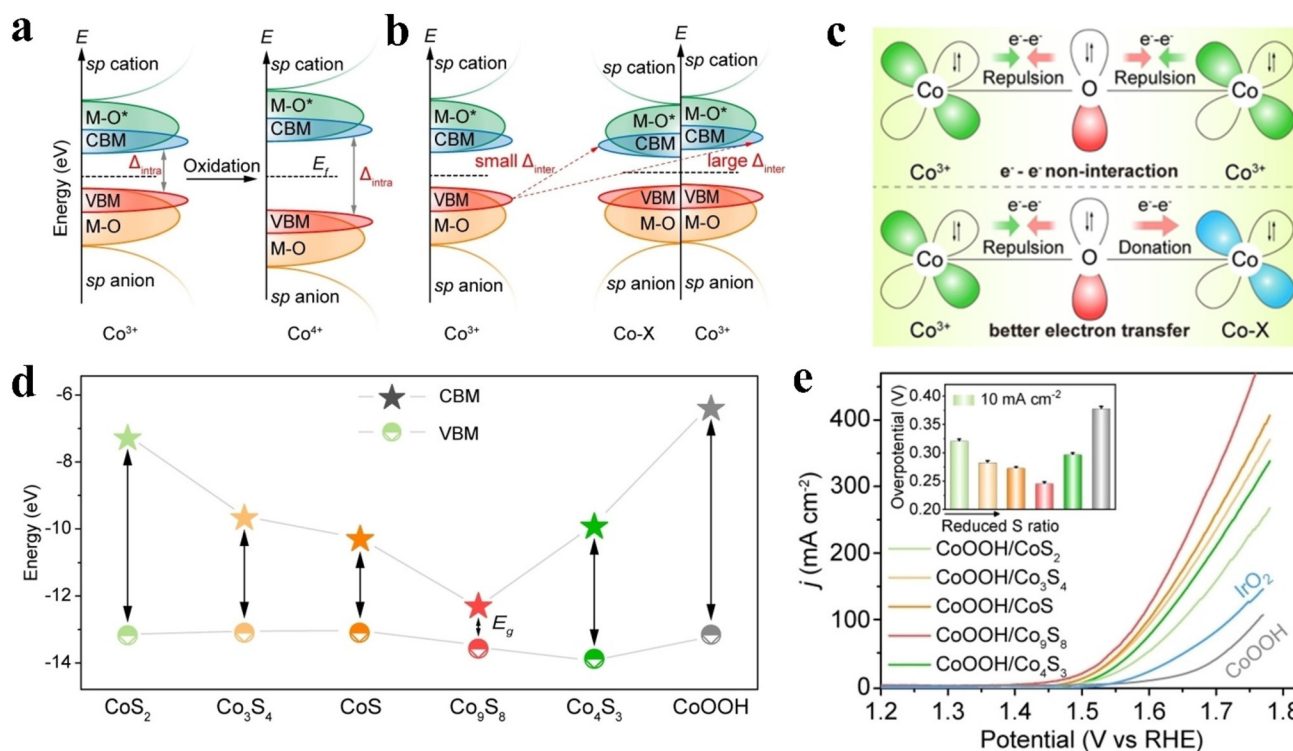 a
E
sp cation
M-O*
CBM
Δintra
VBM
M-O
sp anion
Energy (eV)
Co³⁺
Oxidation
E
sp cation
M-O*
CBM
Ef
Δintra
VBM
M-O
sp anion
Co⁴⁺
b
E
sp cation
M-O*
CBM
VBM
M-O
sp anion
Energy (eV)
Co³⁺
small Δinter
large Δinter
E
sp cation
M-O*
M-O*
CBM
CBM
VBM
VBM
M-O
M-O
sp anion
Co-X
Co³⁺
c
e⁻-e⁻
e⁻-e⁻
Co
Repulsion
O
Repulsion
Co
Co³⁺
e⁻ - e⁻ non-interaction
Co³⁺
e⁻-e⁻
e⁻-e⁻
Co
Repulsion
O
Donation
Co
Co³⁺
better electron transfer
Co-X
d
Energy (eV)
-6
-8
-10
-12
-14
CBM
VBM
Eg
CoS₂
Co₃S₄
CoS
Co₉S₈
Co₄S₃
CoOOH
e
j (mA cm⁻²)
400
300
200
100
0
Overpotential (V)
0.40
0.35
0.30
0.25
0.20
10 mA cm⁻²
Reduced S ratio
CoOOH/CoS₂
CoOOH/Co₃S₄
CoOOH/CoS
CoOOH/Co₉S₈
CoOOH/Co₄S₃
IrO₂
CoOOH
1.2
1.3
1.4
1.5
1.6
1.7
1.8
Potential (V vs RHE)